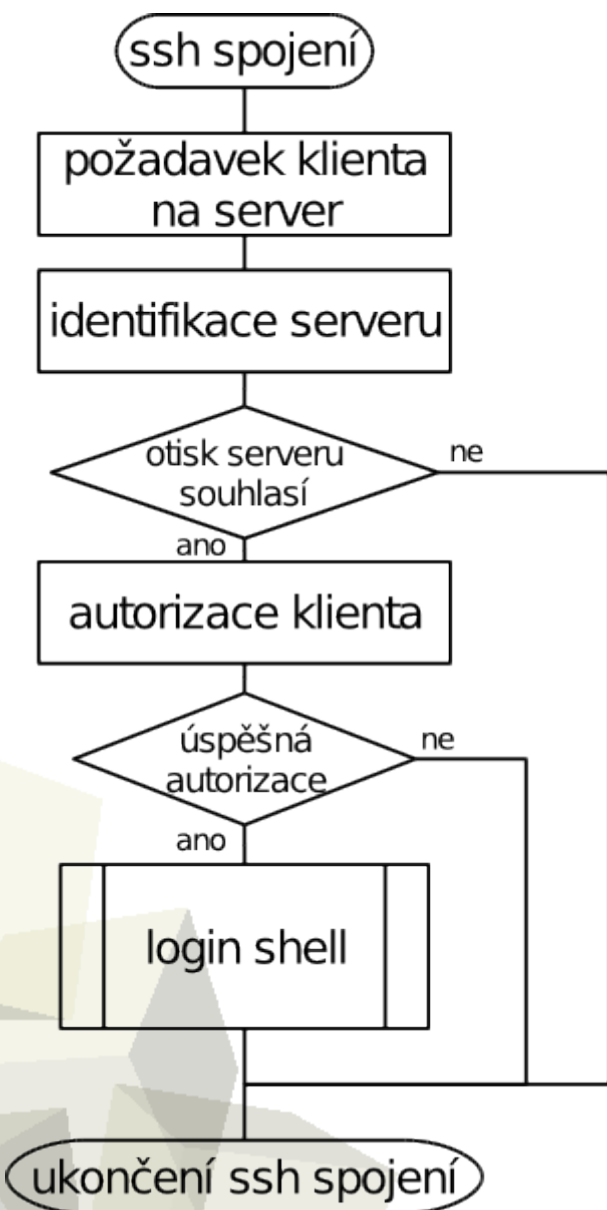 ssh spojení
požadavek klienta
na server
identifikace serveru
otisk serveru
souhlasí
ne
ano
autorizace klienta
úspěšná
autorizace
ne
ano
login shell
ukončení ssh spojení